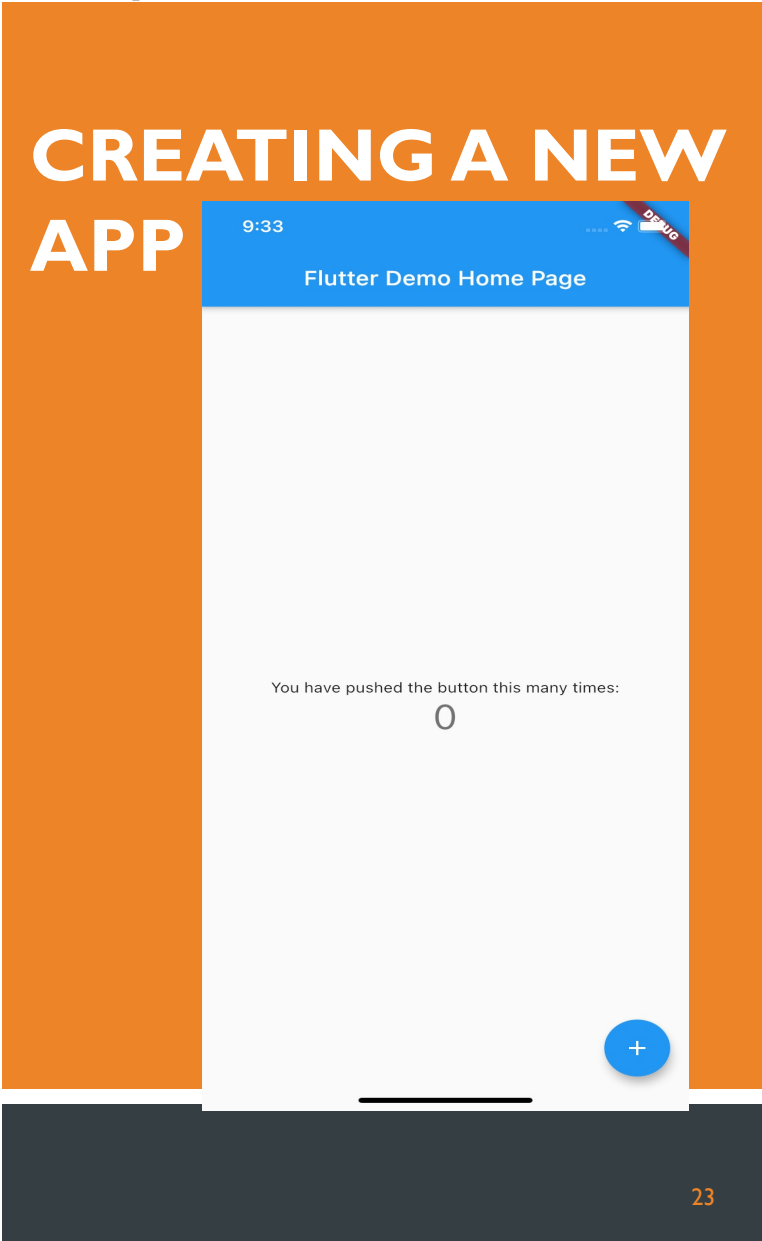 CREATING A NEW
APP
9:33
DEBUG
Flutter Demo Home Page
You have pushed the button this many times:
0
+
23